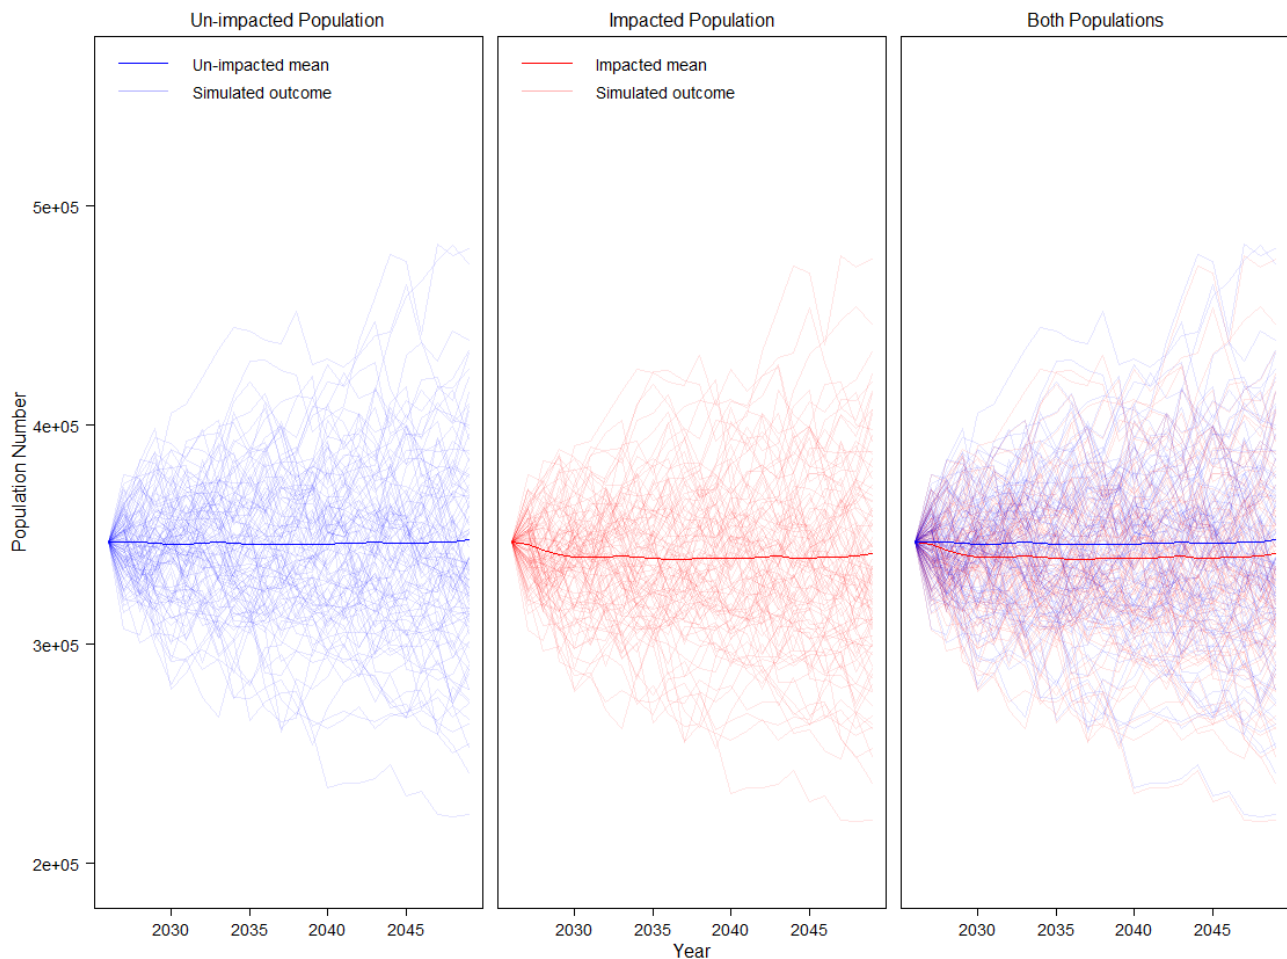 Un-impacted Population
Impacted Population
Both Populations
Un-impacted mean
Simulated outcome
Impacted mean
Simulated outcome
Population Number
5e+05
4e+05
3e+05
2e+05
2030
2035
2040
2045
2030
2035
2040
2045
2030
2035
2040
2045
Year